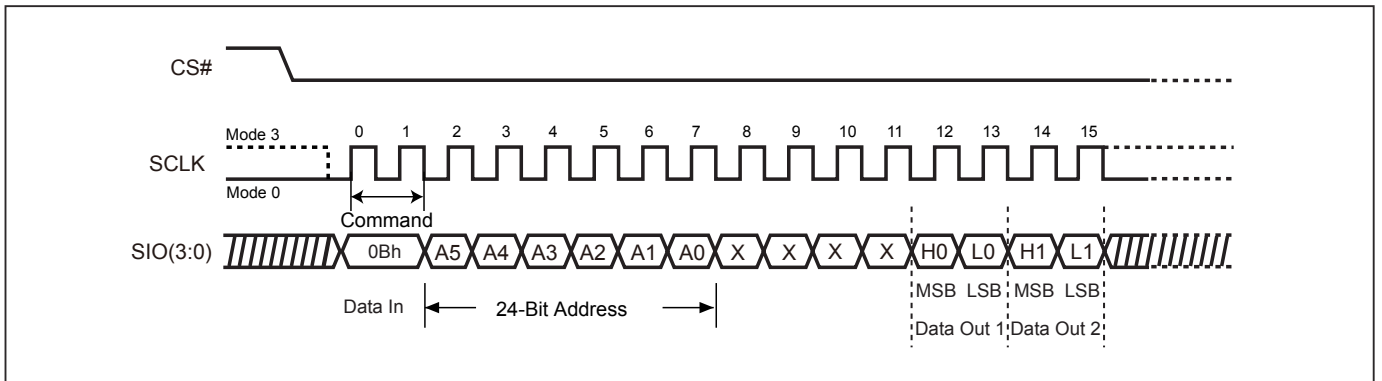 CS#
Mode 3
0 1 2 3 4 5 6 7 8 9 10 11 12 13 14 15
SCLK
Mode 0
Command
SIO(3:0) 0Bh A5 A4 A3 A2 A1 A0 X X X X H0 L0 H1 L1
MSB LSB MSB LSB
Data In 24-Bit Address
Data Out 1 Data Out 2